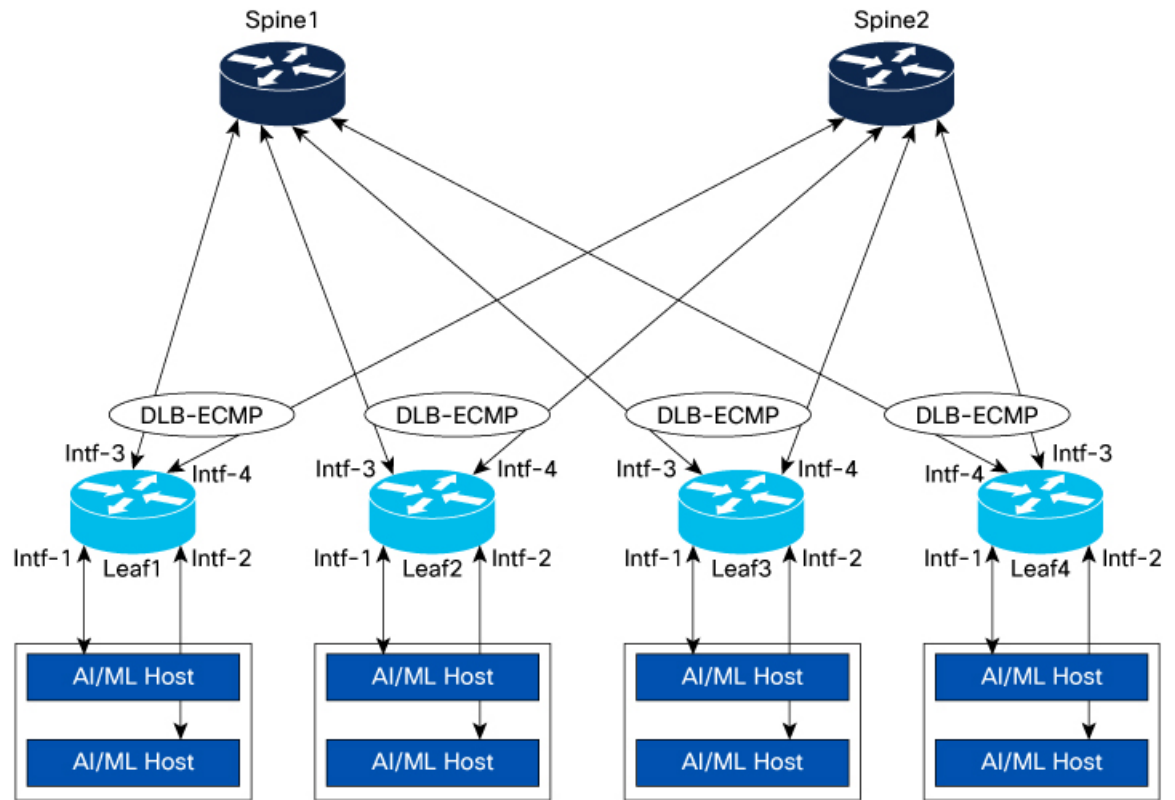 Spine1
Spine2
DLB-ECMP
DLB-ECMP
DLB-ECMP
DLB-ECMP
Intf-3
Intf-4
Intf-3
Intf-4
Intf-3
Intf-4
Intf-4
Intf-3
Intf-1
Leaf1
Intf-2
Intf-1
Leaf2
Intf-2
Intf-1
Leaf3
Intf-2
Intf-1
Leaf4
Intf-2
AI/ML Host
AI/ML Host
AI/ML Host
AI/ML Host
AI/ML Host
AI/ML Host
AI/ML Host
AI/ML Host